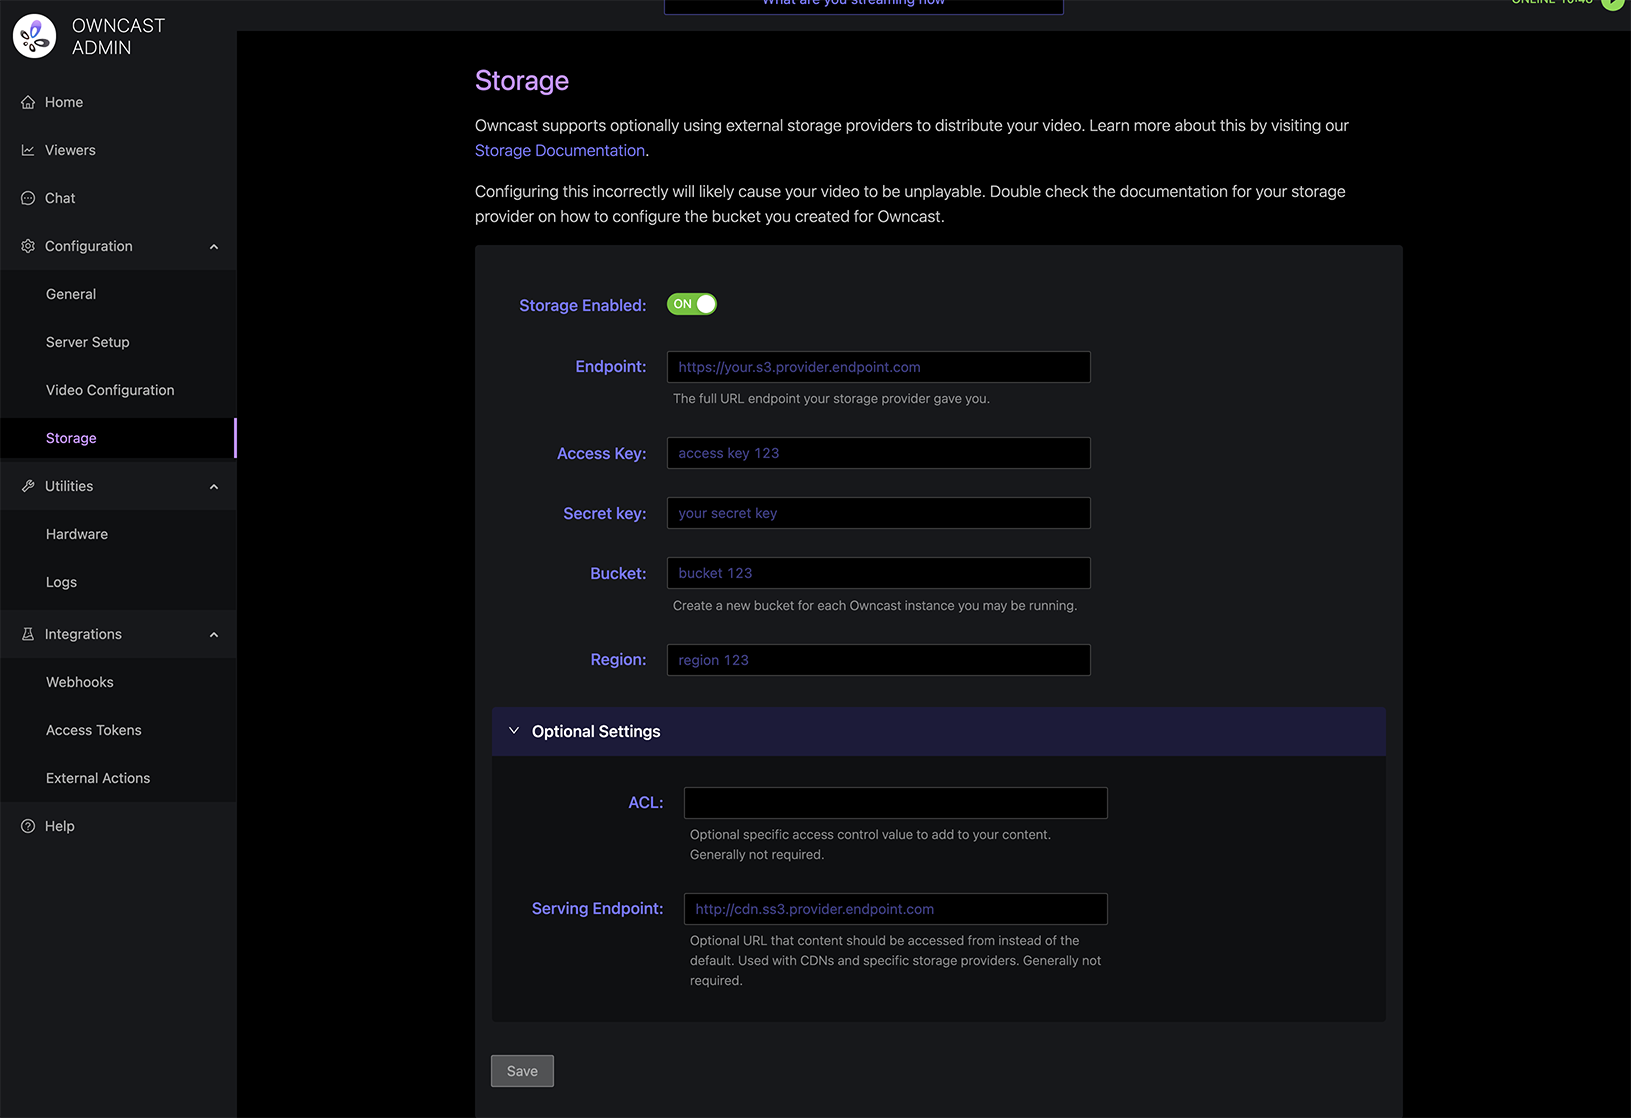 What are you streaming now
OWNCAST
ADMIN
Home
Viewers
Chat
Configuration
General
Server Setup
Video Configuration
Storage
Utilities
Hardware
Logs
Integrations
Webhooks
Access Tokens
External Actions
Help
Storage
Owncast supports optionally using external storage providers to distribute your video. Learn more about this by visiting our
Storage Documentation.
Configuring this incorrectly will likely cause your video to be unplayable. Double check the documentation for your storage
provider on how to configure the bucket you created for Owncast.
Storage Enabled: ON
Endpoint: https://your.s3.provider.endpoint.com
The full URL endpoint your storage provider gave you.
Access Key: access key 123
Secret key: your secret key
Bucket: bucket 123
Create a new bucket for each Owncast instance you may be running.
Region: region 123
Optional Settings
ACL:
Optional specific access control value to add to your content.
Generally not required.
Serving Endpoint: http://cdn.ss3.provider.endpoint.com
Optional URL that content should be accessed from instead of the
default. Used with CDNs and specific storage providers. Generally not
required.
Save